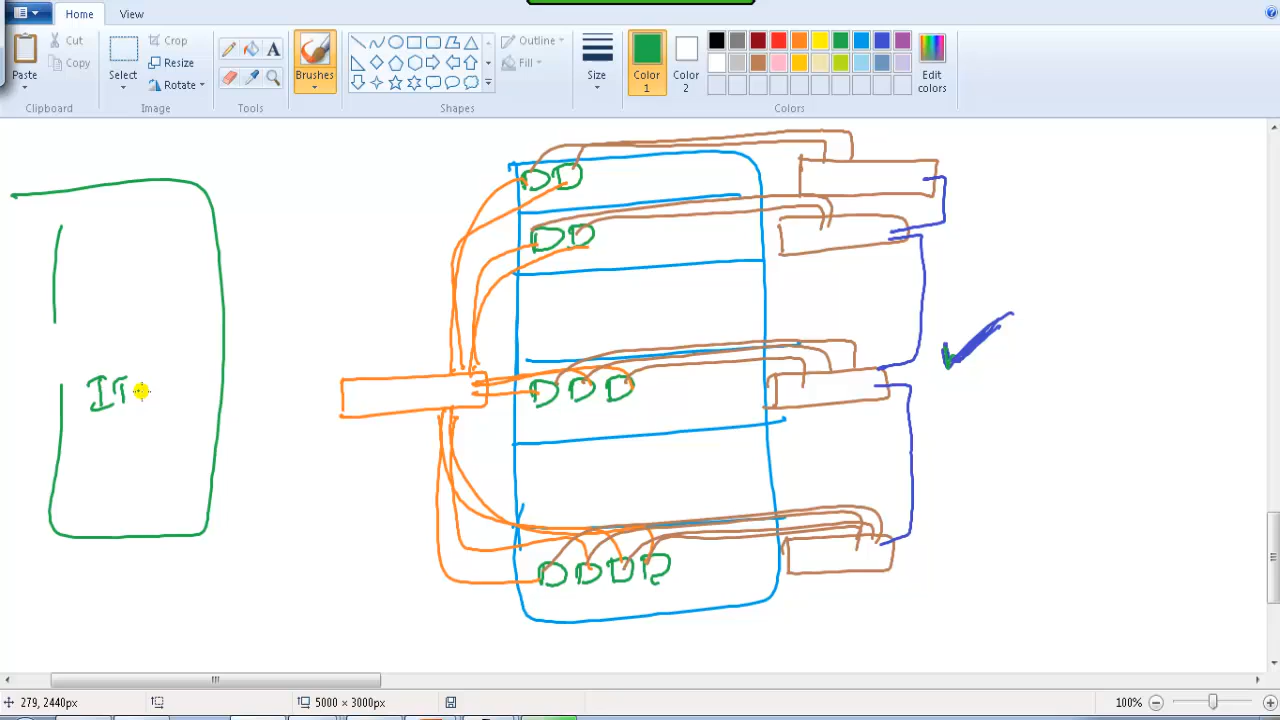 Home View
Cut
Copy
Paste
Clipboard
Select
Crop
Resize
Rotate
Image
Tools
Brushes
Outline
Fill
Shapes
Size
Color 1
Color 2
Edit colors
Colors
D D
D D
D D D
IT
D D D D
279, 2440px
5000 × 3000px
100%